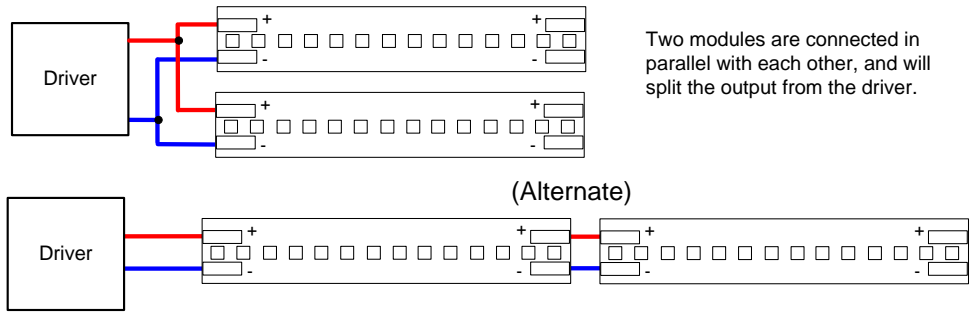 Driver
+
+
-
-
Two modules are connected in
parallel with each other, and will
split the output from the driver.
+
+
-
-
(Alternate)
Driver
+
+
-
-
+
+
-
-